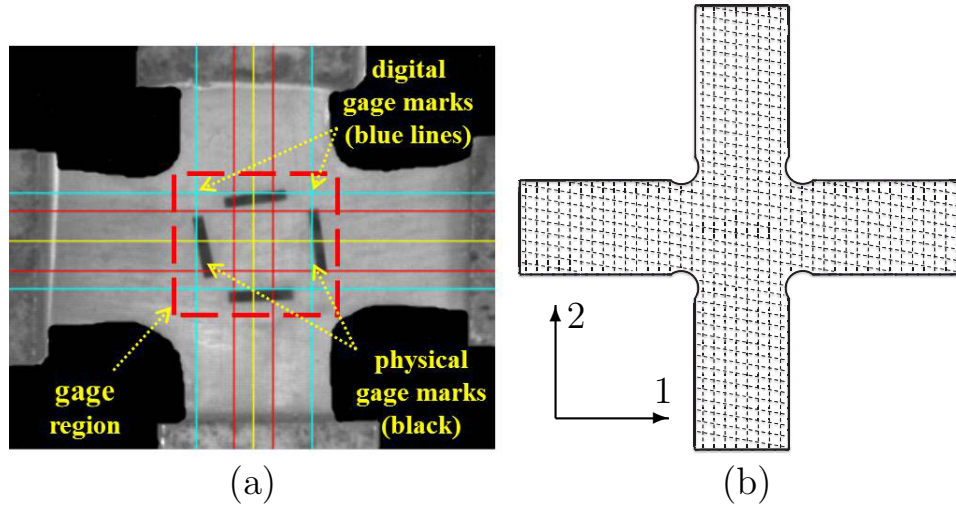 digital
gage marks
(blue lines)
gage
region
physical
gage marks
(black)
(a)
2
1
(b)